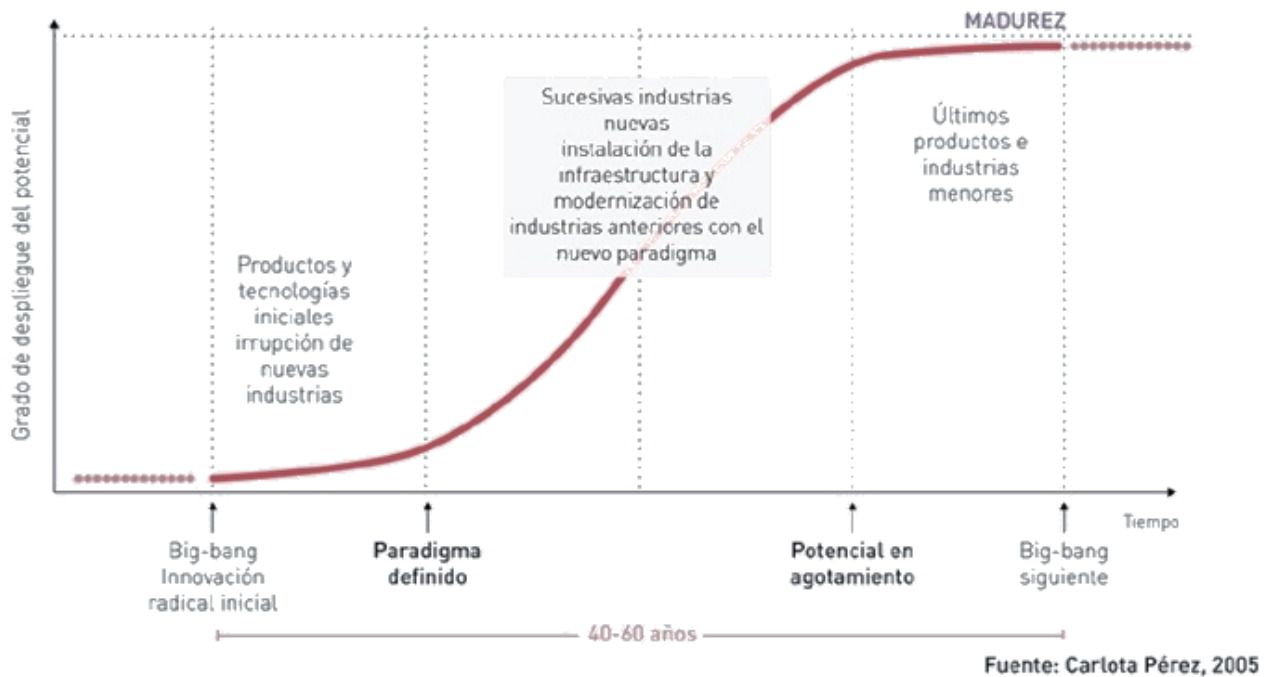 MADUREZ
Grado de despliegue del potencial
Sucesivas industrias
nuevas
instalación de la
infraestructura y
modernización de
industrias anteriores con el
nuevo paradigma
Últimos
productos e
industrias
menores
Productos y
tecnologías
iniciales
irrupción de
nuevas
industrias
Tiempo
Big-bang
Innovación
radical inicial
Paradigma
definido
Potencial en
agotamiento
Big-bang
siguiente
40-60 años
Fuente: Carlota Pérez, 2005